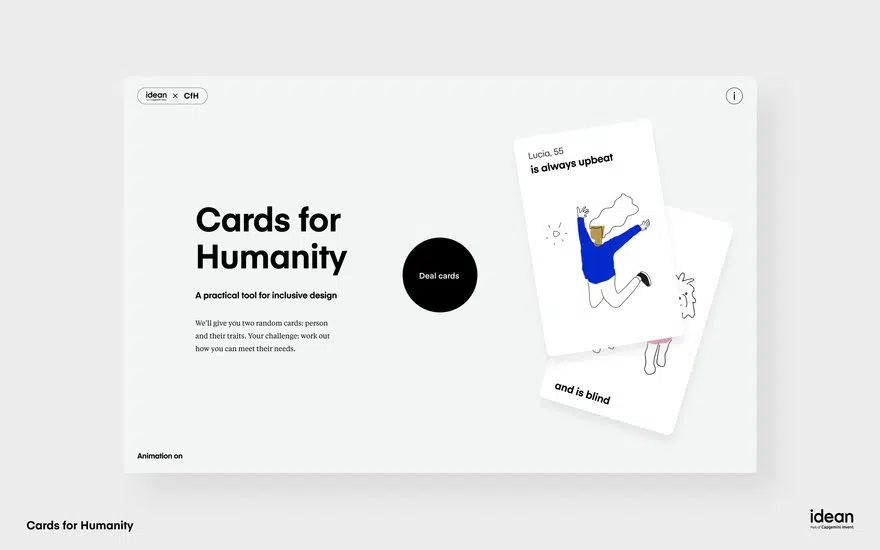 idean × CfH
i
Lucia, 55
is always upbeat
Cards for
Humanity
A practical tool for inclusive design
We'll give you two random cards: person
and their traits. Your challenge: work out
how you can meet their needs.
Deal cards
and is blind
Animation on
Cards for Humanity
idean
Part of Capgemini Invent